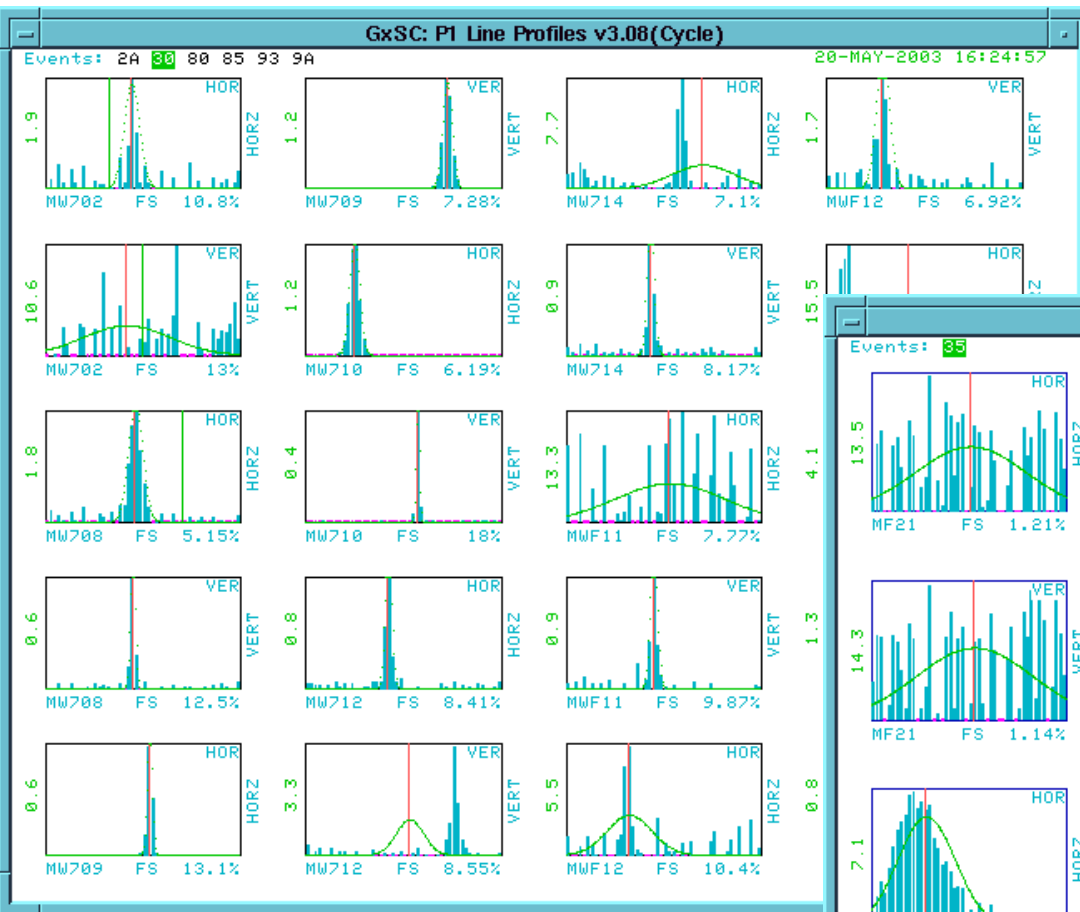 GxSC: P1 Line Profiles v3.08(Cycle)
Events: 2A 30 80 85 93 9A
20-MAY-2003 16:24:57
1.9
HOR
HORZ
MW702 FS 10.8%
1.2
VER
VERT
MW709 FS 7.28%
7.7
HOR
HORZ
MW714 FS 7.1%
1.7
VER
VERT
MWF12 FS 6.92%
10.6
VER
VERT
MW702 FS 13%
1.2
HOR
HORZ
MW710 FS 6.19%
0.9
VER
VERT
MW714 FS 8.17%
15.5
HOR
1.8
HOR
HORZ
MW708 FS 5.15%
0.4
VER
VERT
MW710 FS 18%
13.3
HOR
HORZ
MWF11 FS 7.77%
4.1
0.6
VER
VERT
MW708 FS 12.5%
0.8
HOR
HORZ
MW712 FS 8.41%
0.9
VER
VERT
MWF11 FS 9.87%
1.3
0.6
HOR
HORZ
MW709 FS 13.1%
3.3
VER
VERT
MW712 FS 8.55%
5.5
HOR
HORZ
MWF12 FS 10.4%
0.8
Events: 35
13.5
HOR
HORZ
MF21 FS 1.21%
14.3
VER
VERT
MF21 FS 1.14%
7.1
HOR
HORZ